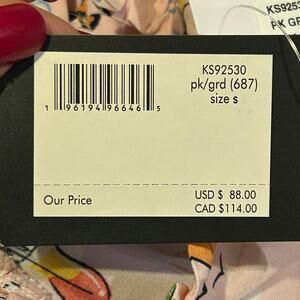 KS92530
pk/grd (687)
size s
1 96194 96646 5
Our Price
USD $ 88.00
CAD $114.00